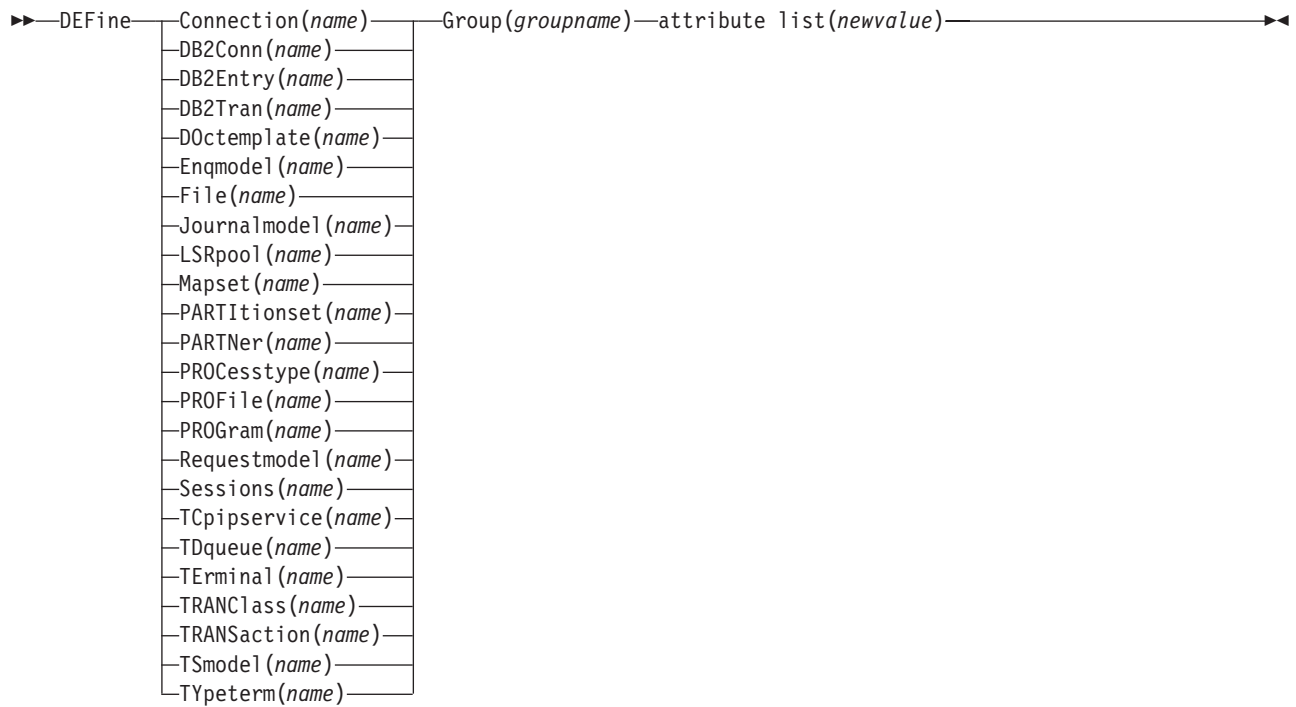 DEFine Connection(name) Group(groupname) attribute list(newvalue)
DB2Conn(name)
DB2Entry(name)
DB2Tran(name)
DOctemplate(name)
Enqmodel(name)
File(name)
Journalmodel(name)
LSRpool(name)
Mapset(name)
PARTItionset(name)
PARTNer(name)
PROCesstype(name)
PROFile(name)
PROGram(name)
Requestmodel(name)
Sessions(name)
TCpipservice(name)
TDqueue(name)
TErminal(name)
TRANClass(name)
TRANSaction(name)
TSmodel(name)
TYpeterm(name)